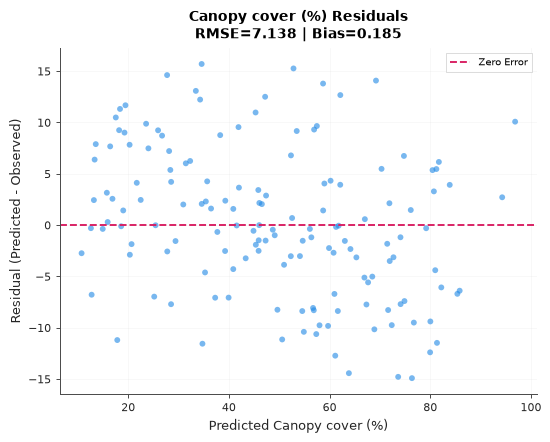 Canopy cover (%) Residuals
RMSE=7.138 | Bias=0.185
Zero Error
15
10
5
0
−5
−10
−15
Residual (Predicted - Observed)
20
40
60
80
100
Predicted Canopy cover (%)